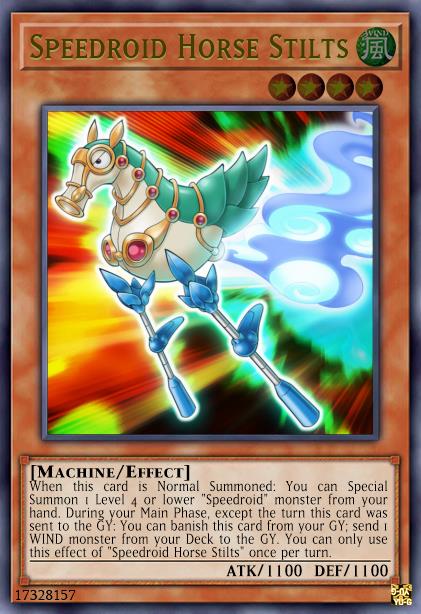 Speedroid Horse Stilts
WIND
風
[Machine/Effect]
When this card is Normal Summoned: You can Special
Summon 1 Level 4 or lower "Speedroid" monster from your
hand. During your Main Phase, except the turn this card was
sent to the GY: You can banish this card from your GY; send 1
WIND monster from your Deck to the GY. You can only use
this effect of "Speedroid Horse Stilts" once per turn.
ATK/1100 DEF/1100
17328157